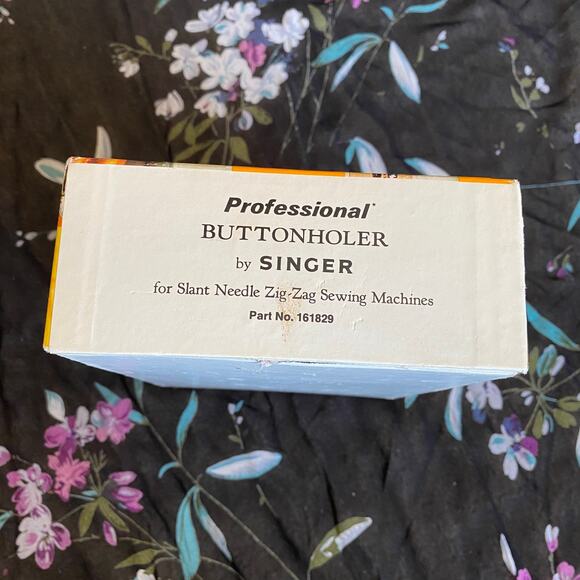 Professional*
BUTTONHOLER
by SINGER
for Slant Needle Zig-Zag Sewing Machines
Part No. 161829